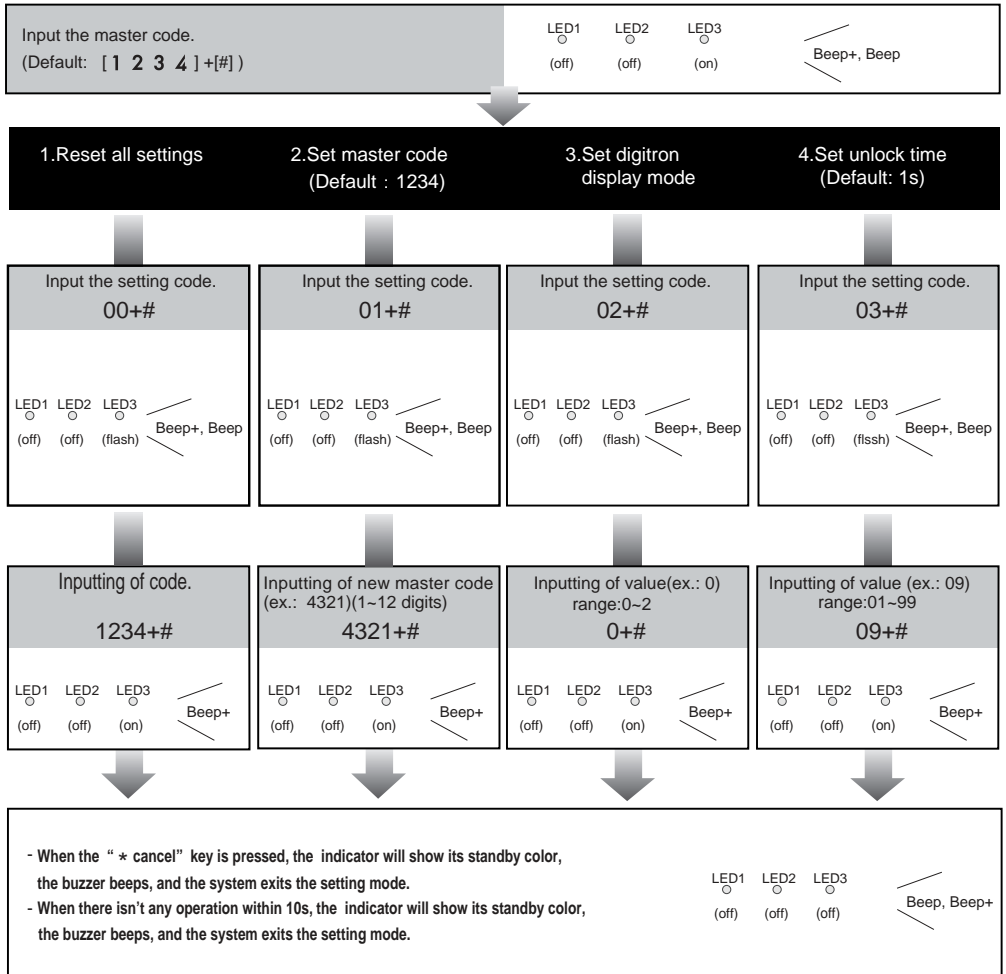 Input the master code.
(Default: [ 1 2 3 4 ] +[#] )
LED1 LED2 LED3
(off) (off) (on)
Beep+, Beep
1.Reset all settings
2.Set master code
(Default : 1234)
3.Set digitron
display mode
4.Set unlock time
(Default: 1s)
Input the setting code.
00+#
LED1 LED2 LED3
(off) (off) (flash)
Beep+, Beep
Input the setting code.
01+#
LED1 LED2 LED3
(off) (off) (flash)
Beep+, Beep
Input the setting code.
02+#
LED1 LED2 LED3
(off) (off) (flash)
Beep+, Beep
Input the setting code.
03+#
LED1 LED2 LED3
(off) (off) (flssh)
Beep+, Beep
Inputting of code.
1234+#
LED1 LED2 LED3
(off) (off) (on)
Beep+
Inputting of new master code
(ex.: 4321)(1~12 digits)
4321+#
LED1 LED2 LED3
(off) (off) (on)
Beep+
Inputting of value(ex.: 0)
range:0~2
0+#
LED1 LED2 LED3
(off) (off) (on)
Beep+
Inputting of value (ex.: 09)
range:01~99
09+#
LED1 LED2 LED3
(off) (off) (on)
Beep+
- When the “ * cancel” key is pressed, the indicator will show its standby color,
the buzzer beeps, and the system exits the setting mode.
- When there isn’t any operation within 10s, the indicator will show its standby color,
the buzzer beeps, and the system exits the setting mode.
LED1 LED2 LED3
(off) (off) (off)
Beep, Beep+